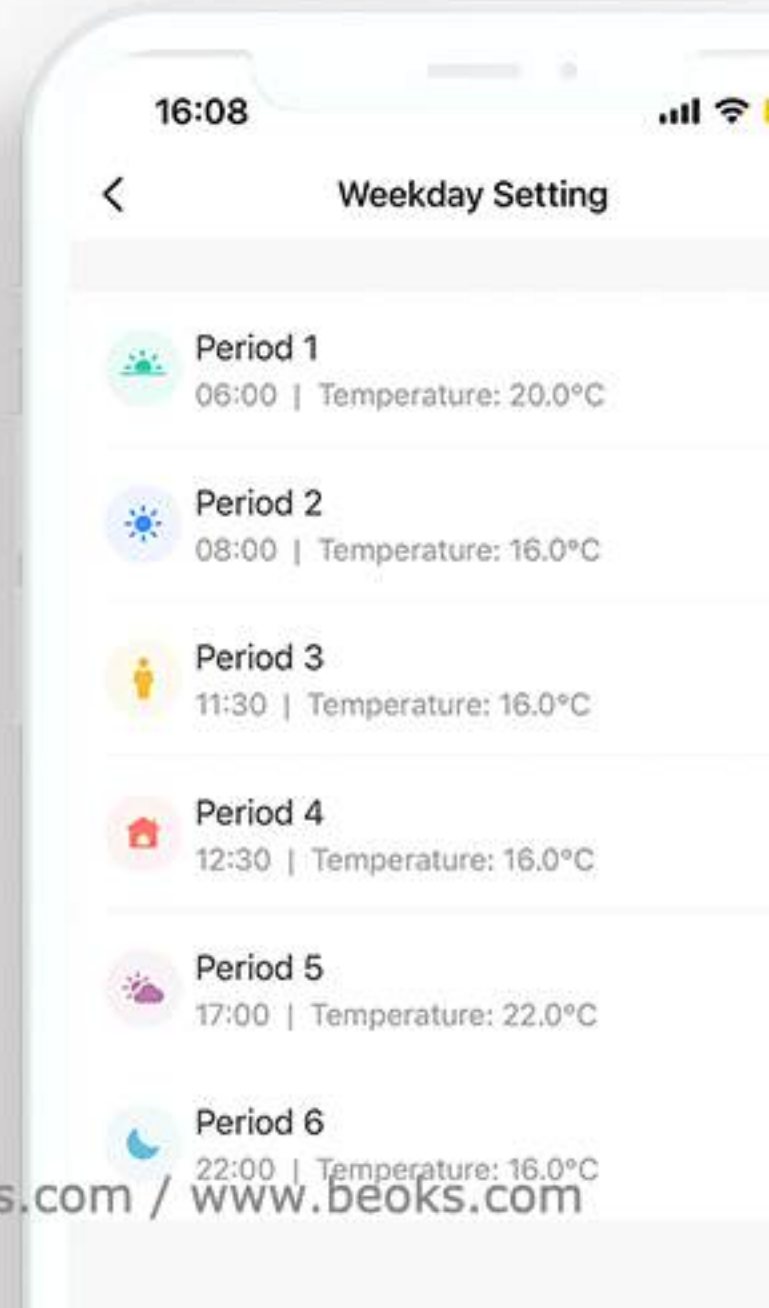 16:08
Weekday Setting
Period 1
06:00 | Temperature: 20.0°C
Period 2
08:00 | Temperature: 16.0°C
Period 3
11:30 | Temperature: 16.0°C
Period 4
12:30 | Temperature: 16.0°C
Period 5
17:00 | Temperature: 22.0°C
Period 6
22:00 | Temperature: 16.0°C
s.com / www.beoks.com